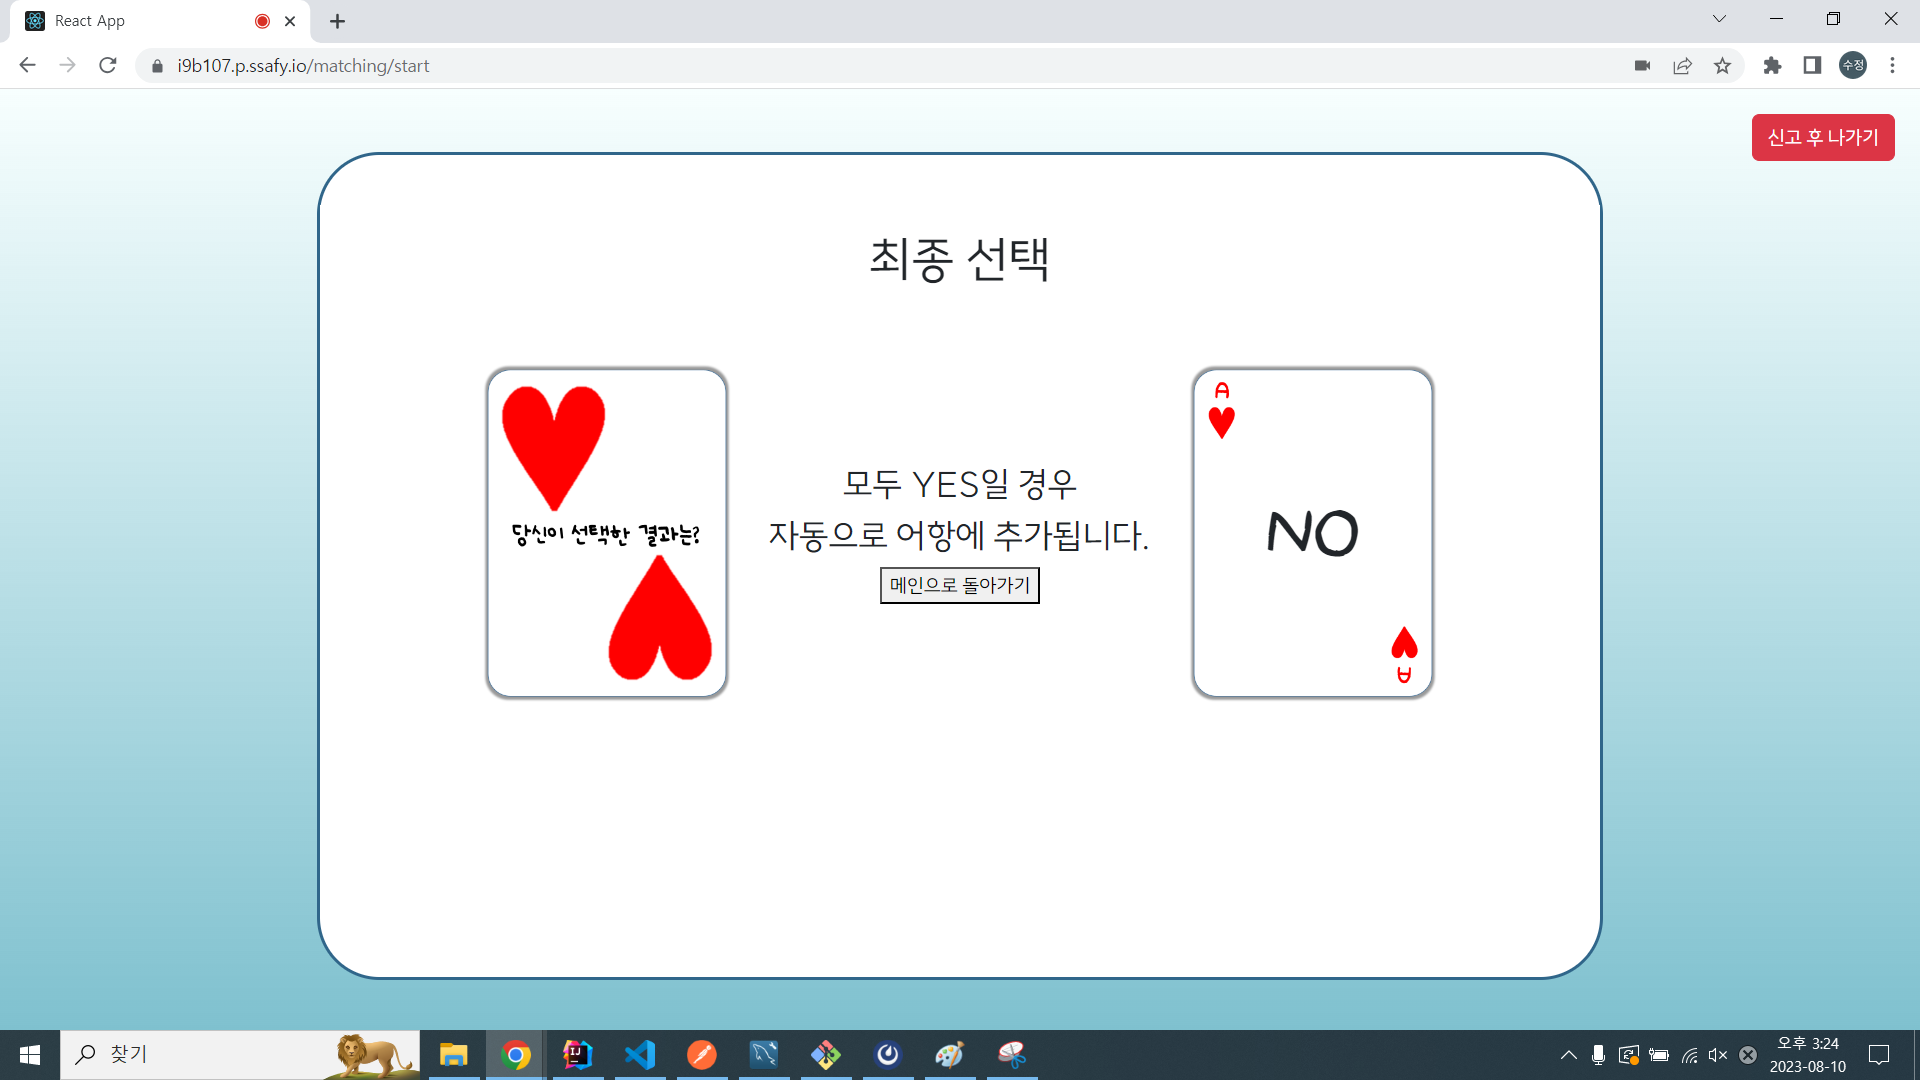 React App
i9b107.p.ssafy.io/matching/start
수정
신고 후 나가기
최종 선택
당신이 선택한 결과는?
모두 YES일 경우
자동으로 어항에 추가됩니다.
메인으로 돌아가기
A
NO
A
찾기
IJ
오후 3:24
2023-08-10